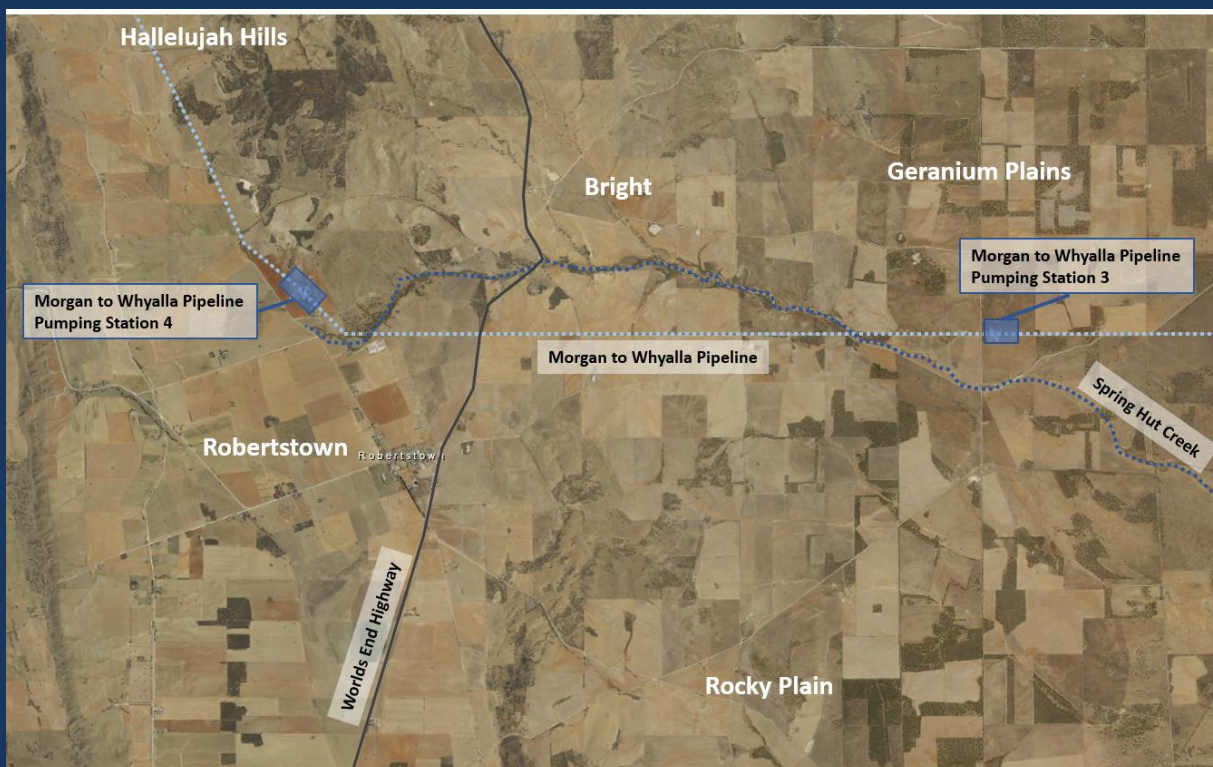 Hallelujah Hills
Bright
Geranium Plains
Morgan to Whyalla Pipeline
Pumping Station 3
Morgan to Whyalla Pipeline
Pumping Station 4
Morgan to Whyalla Pipeline
Spring Hut Creek
Robertstown
Robertstown
Worlds End Highway
Rocky Plain